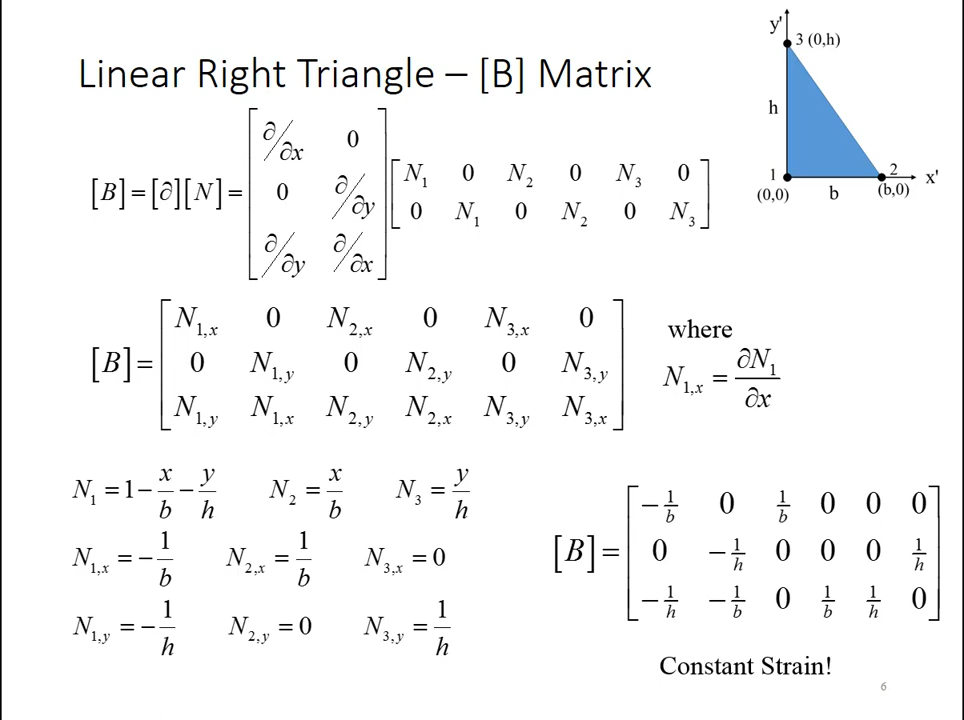 Linear Right Triangle – [B] Matrix
y'
3 (0,h)
h
1
2
x'
(0,0)
b
(b,0)
[B]=[∂][N]= [∂/∂x 0; 0 ∂/∂y; ∂/∂y ∂/∂x] [N₁ 0 N₂ 0 N₃ 0; 0 N₁ 0 N₂ 0 N₃]
[B]= [N₁,ₓ 0 N₂,ₓ 0 N₃,ₓ 0; 0 N₁,y 0 N₂,y 0 N₃,y; N₁,y N₁,ₓ N₂,y N₂,ₓ N₃,y N₃,ₓ]
where
N₁,ₓ = ∂N₁/∂x
N₁ = 1 − x/b − y/h N₂ = x/b N₃ = y/h
N₁,ₓ = −1/b N₂,ₓ = 1/b N₃,ₓ = 0
N₁,y = −1/h N₂,y = 0 N₃,y = 1/h
[B]= [−1/b 0 1/b 0 0 0; 0 −1/h 0 0 0 1/h; −1/h −1/b 0 1/b 1/h 0]
Constant Strain!
6